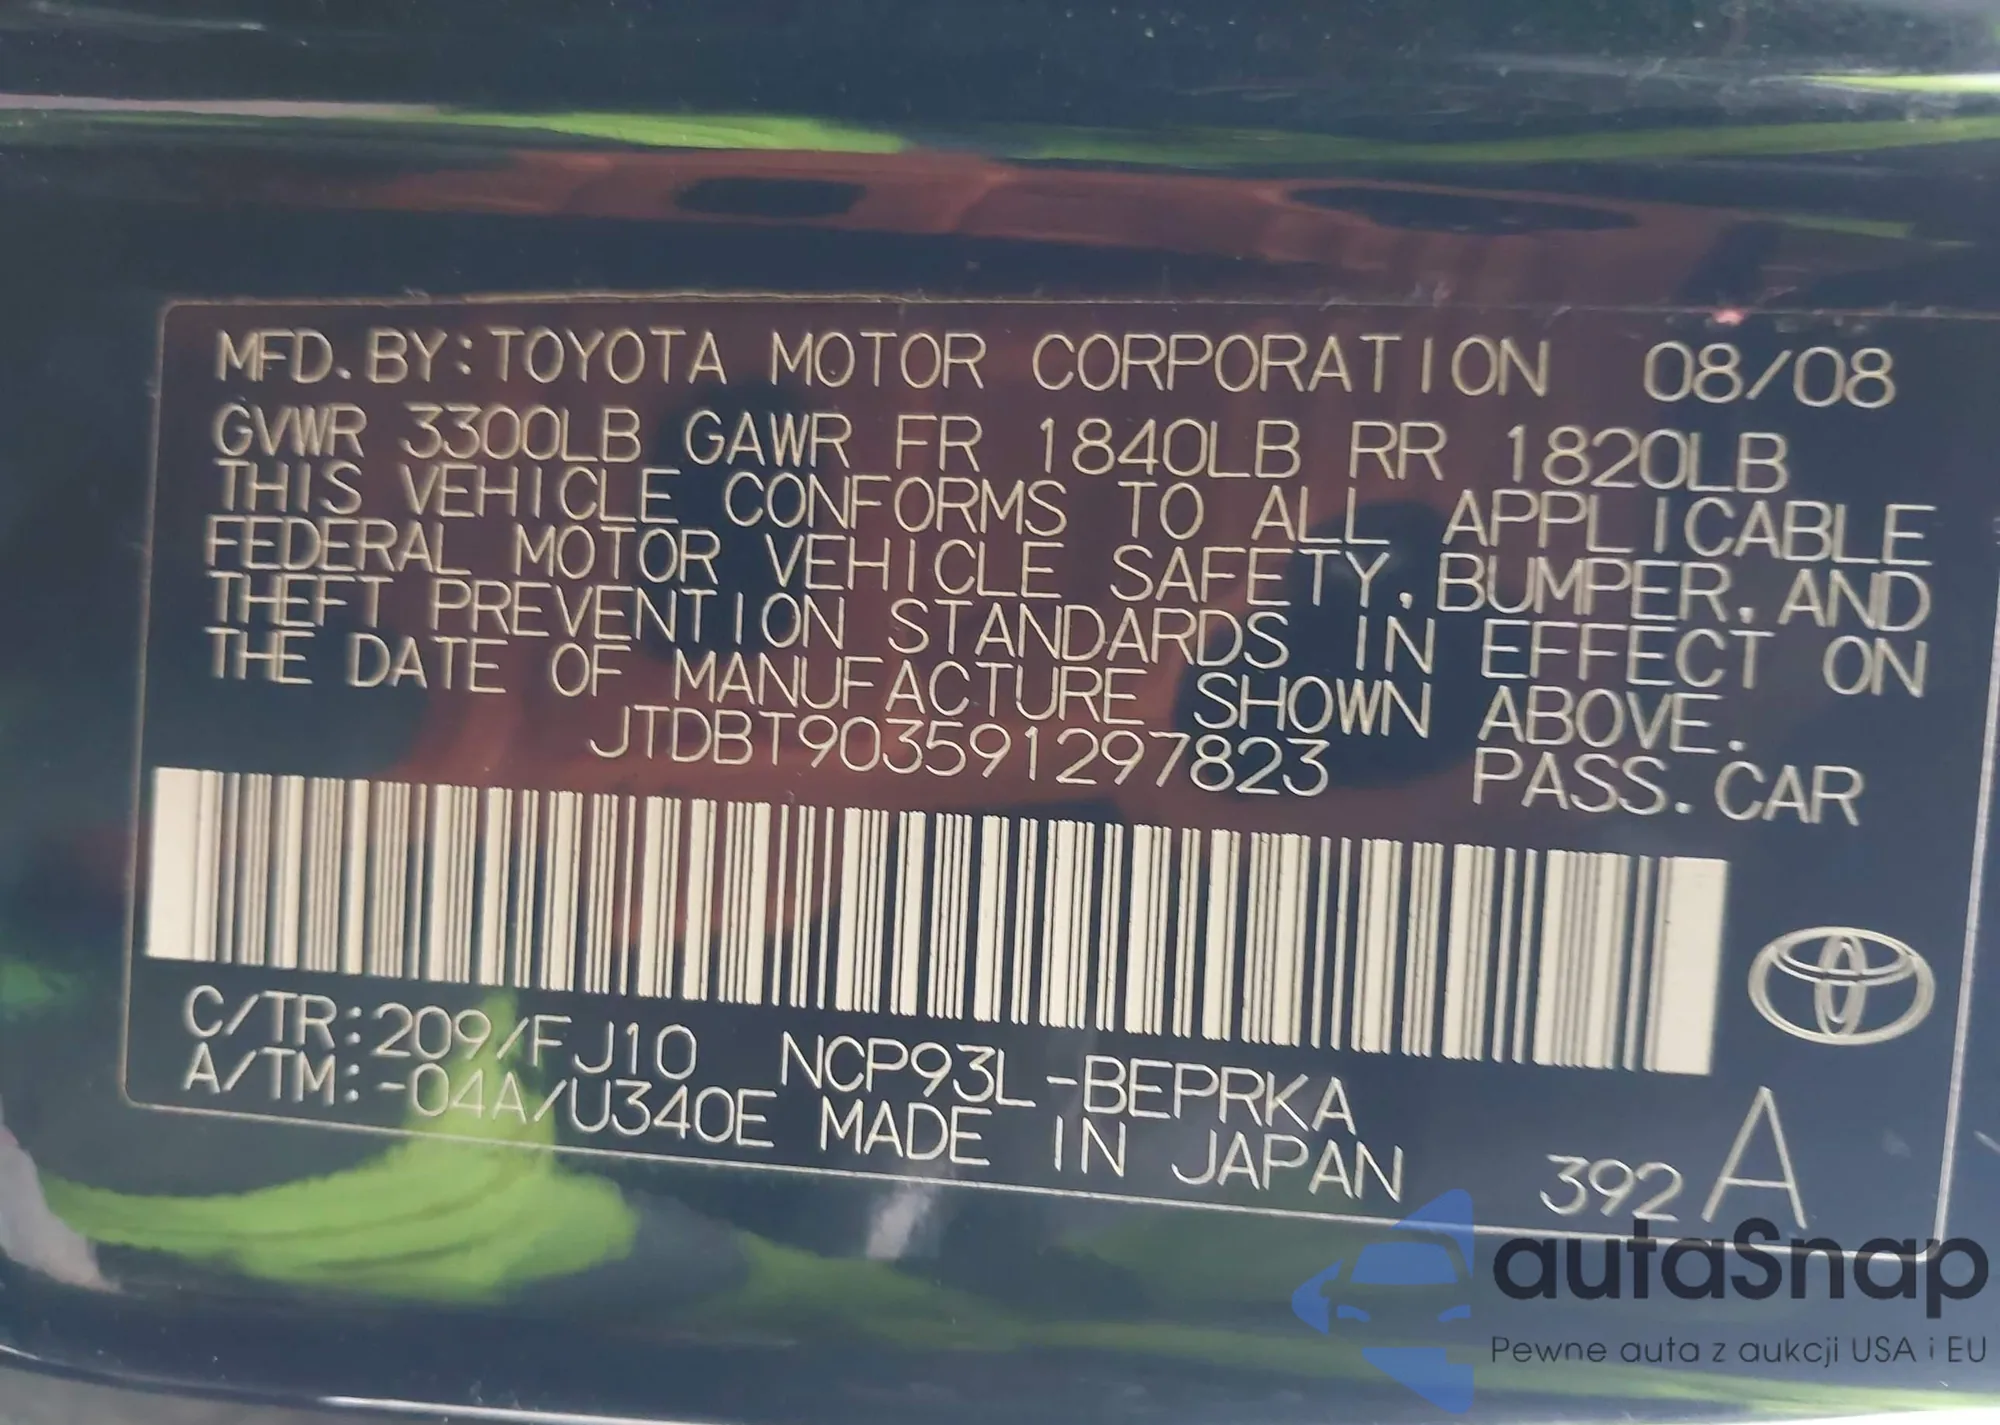 MFD. BY: TOYOTA MOTOR CORPORATION 08/08
GVWR 3300LB GAWR FR 1840LB RR 1820LB
THIS VEHICLE CONFORMS TO ALL APPLICABLE
FEDERAL MOTOR VEHICLE SAFETY, BUMPER, AND
THEFT PREVENTION STANDARDS IN EFFECT ON
THE DATE OF MANUFACTURE SHOWN ABOVE.
JTDBT903591297823 PASS. CAR
C/TR:209/FJ10 NCP93L-BEPRKA
A/TM:-04A/U340E MADE IN JAPAN 392 A
autaSnap
Pewne auta z aukcji USA i EU